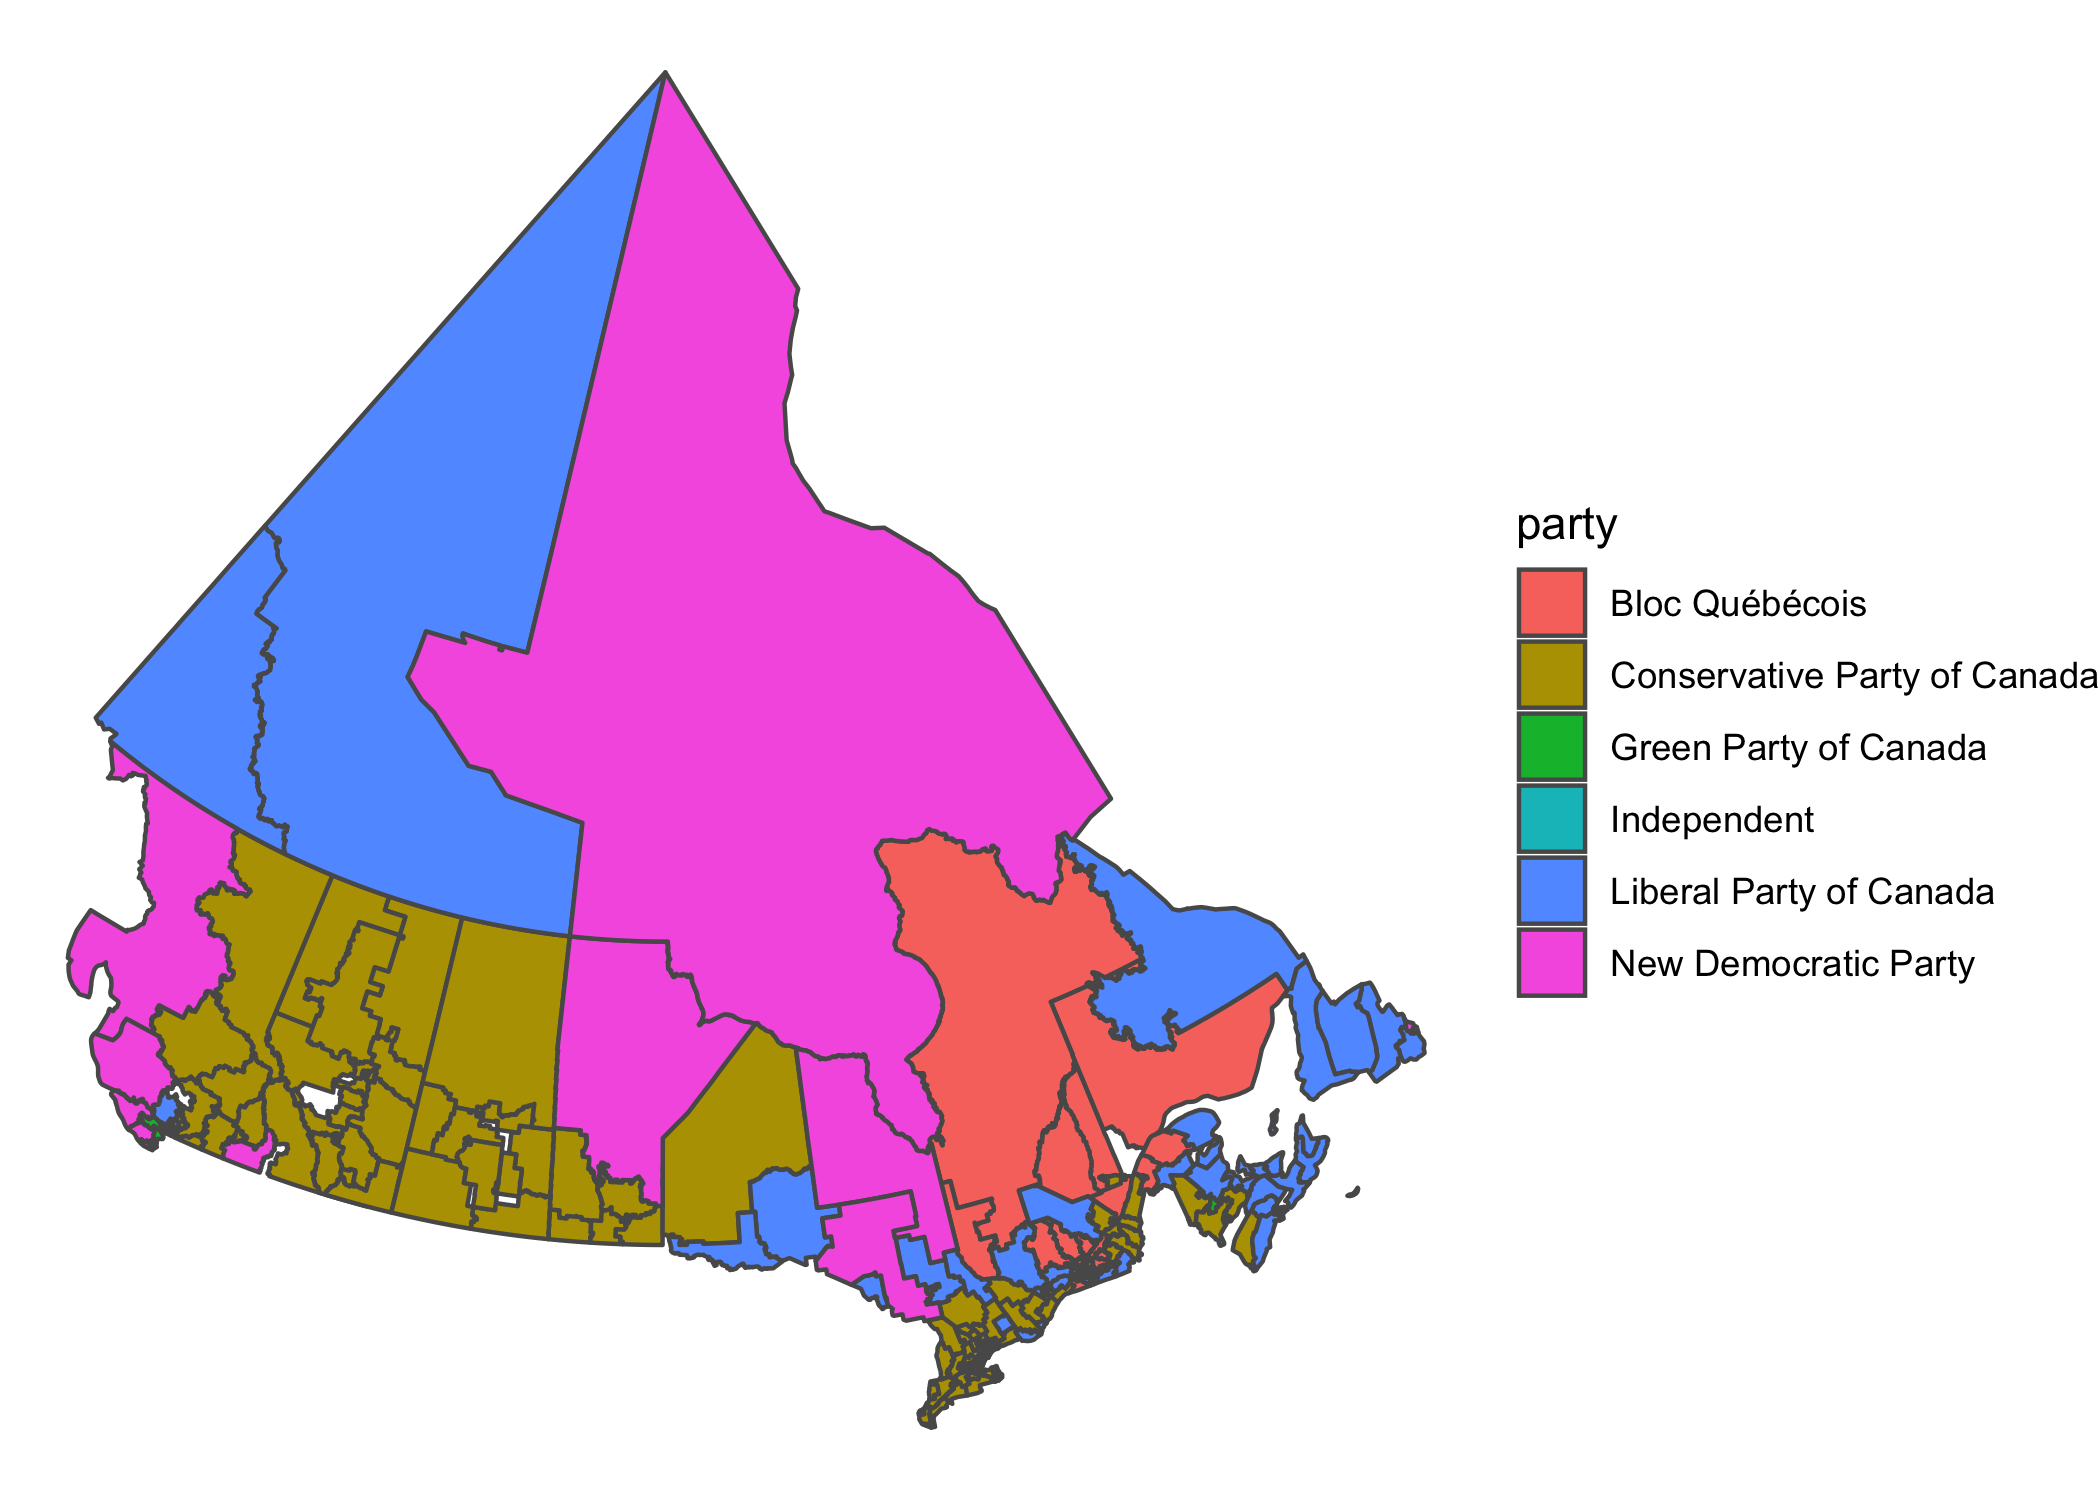 party
Bloc Québécois
Conservative Party of Canada
Green Party of Canada
Independent
Liberal Party of Canada
New Democratic Party